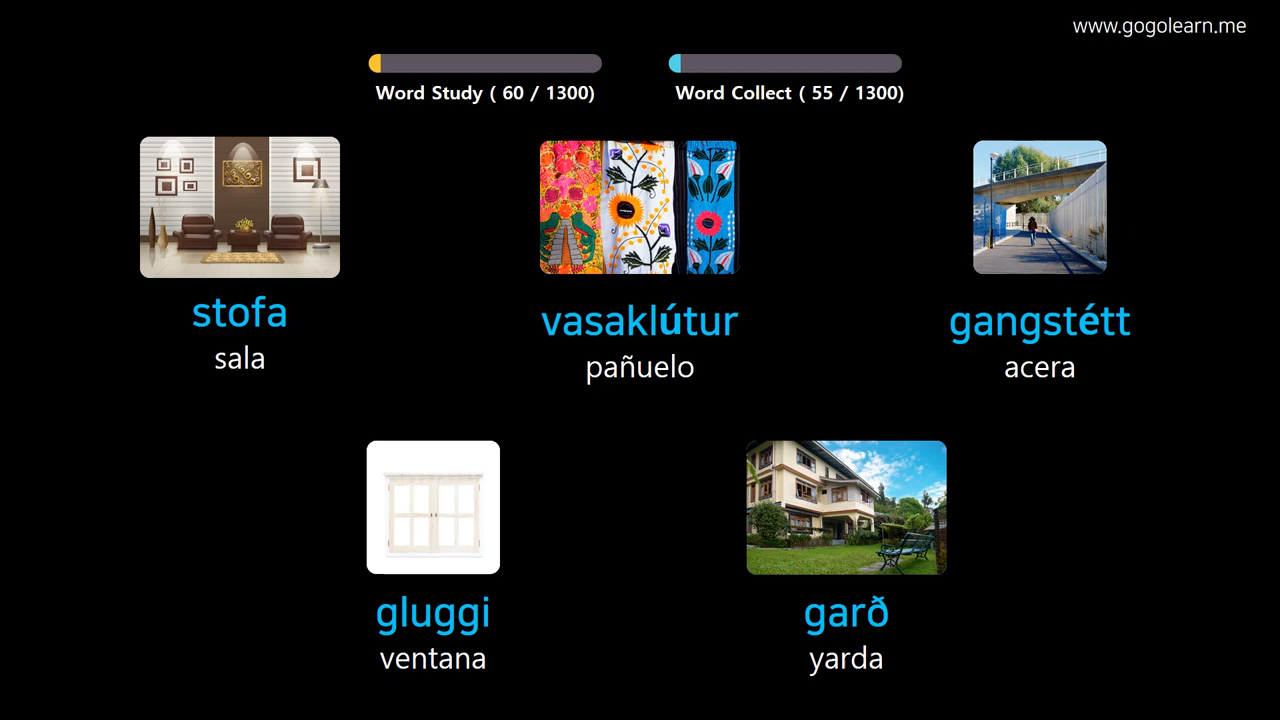 www.gogolearn.me
Word Study ( 60 / 1300)
Word Collect ( 55 / 1300)
stofa
sala
vasaklútur
pañuelo
gangstétt
acera
gluggi
ventana
garð
yarda